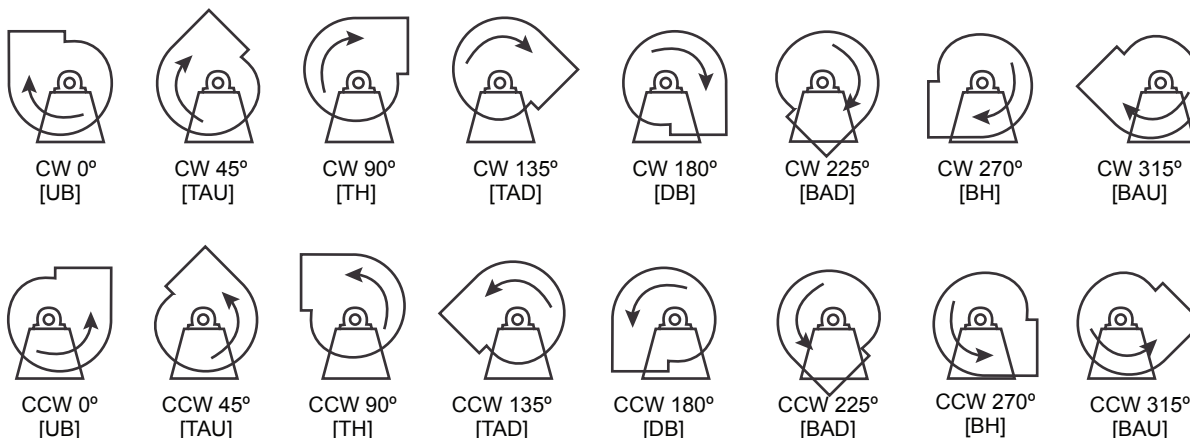 CW 0º CW 45º CW 90º CW 135º CW 180º CW 225º CW 270º CW 315º
[UB] [TAU] [TH] [TAD] [DB] [BAD] [BH] [BAU]
CCW 0º CCW 45º CCW 90º CCW 135º CCW 180º CCW 225º CCW 270º CCW 315º
[UB] [TAU] [TH] [TAD] [DB] [BAD] [BH] [BAU]